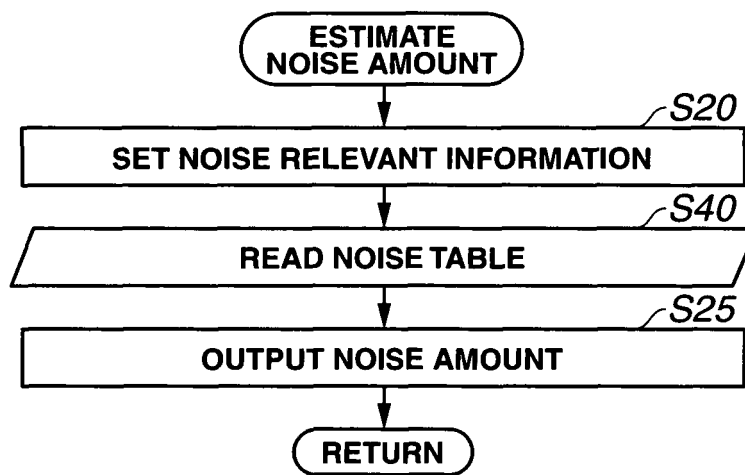 ESTIMATE
NOISE AMOUNT
S20
SET NOISE RELEVANT INFORMATION
S40
READ NOISE TABLE
S25
OUTPUT NOISE AMOUNT
RETURN